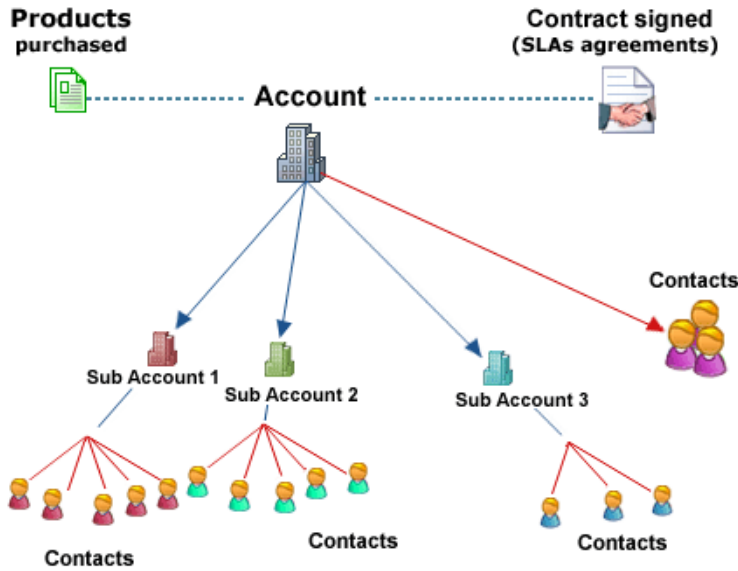 Products
purchased
Contract signed
(SLAs agreements)
Account
Contacts
Sub Account 1
Sub Account 2
Sub Account 3
Contacts
Contacts
Contacts